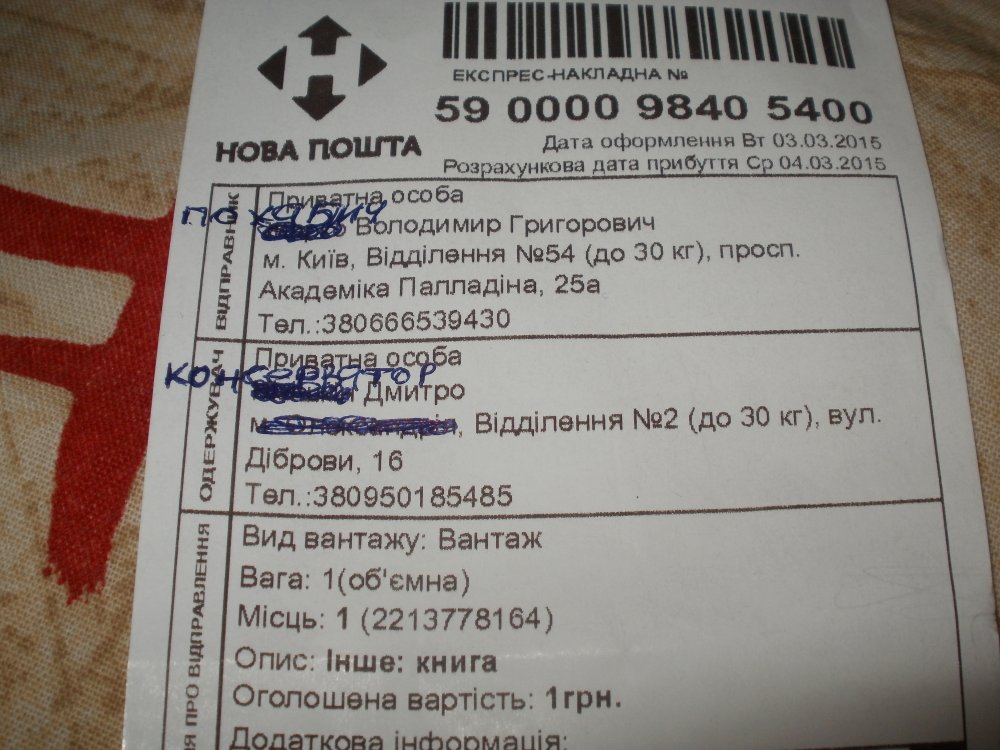 НОВА ПОШТА
ЕКСПРЕС-НАКЛАДНА №
59 0000 9840 5400
Дата оформлення Вт 03.03.2015
Розрахункова дата прибуття Ср 04.03.2015
ВІДПРАВНИК
Приватна особа
Володимир Григорович
м. Київ, Відділення №54 (до 30 кг), просп.
Академіка Палладіна, 25а
Тел.:380666539430
ОДЕРЖУВАЧ
Приватна особа
консерватор
Дмитро
Відділення №2 (до 30 кг), вул.
Діброви, 16
Тел.:380950185485
ПРО ВІДПРАВЛЕННЯ
Вид вантажу: Вантаж
Вага: 1(об'ємна)
Місць: 1 (2213778164)
Опис: Інше: книга
Оголошена вартість: 1грн.
Додаткова інформація: